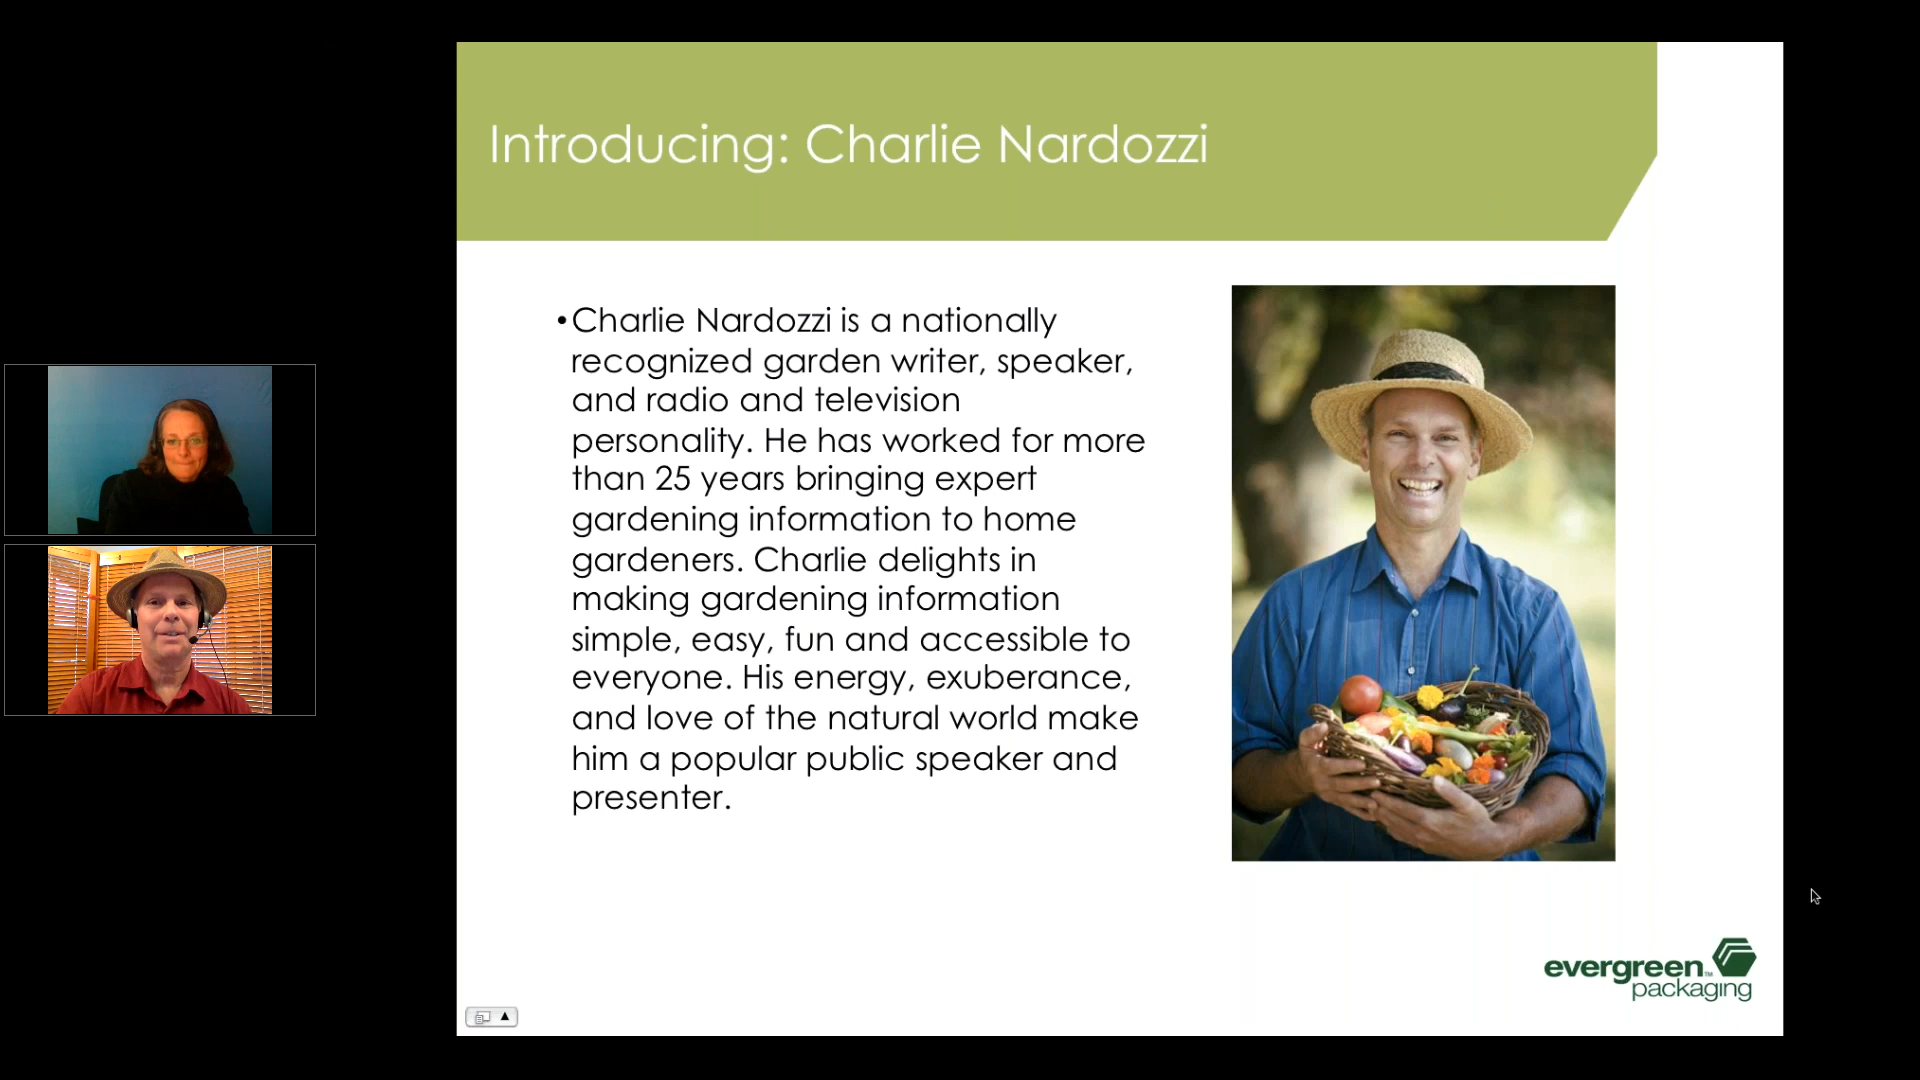 Introducing: Charlie Nardozzi
•Charlie Nardozzi is a nationally
recognized garden writer, speaker,
and radio and television
personality. He has worked for more
than 25 years bringing expert
gardening information to home
gardeners. Charlie delights in
making gardening information
simple, easy, fun and accessible to
everyone. His energy, exuberance,
and love of the natural world make
him a popular public speaker and
presenter.
evergreen™
packaging